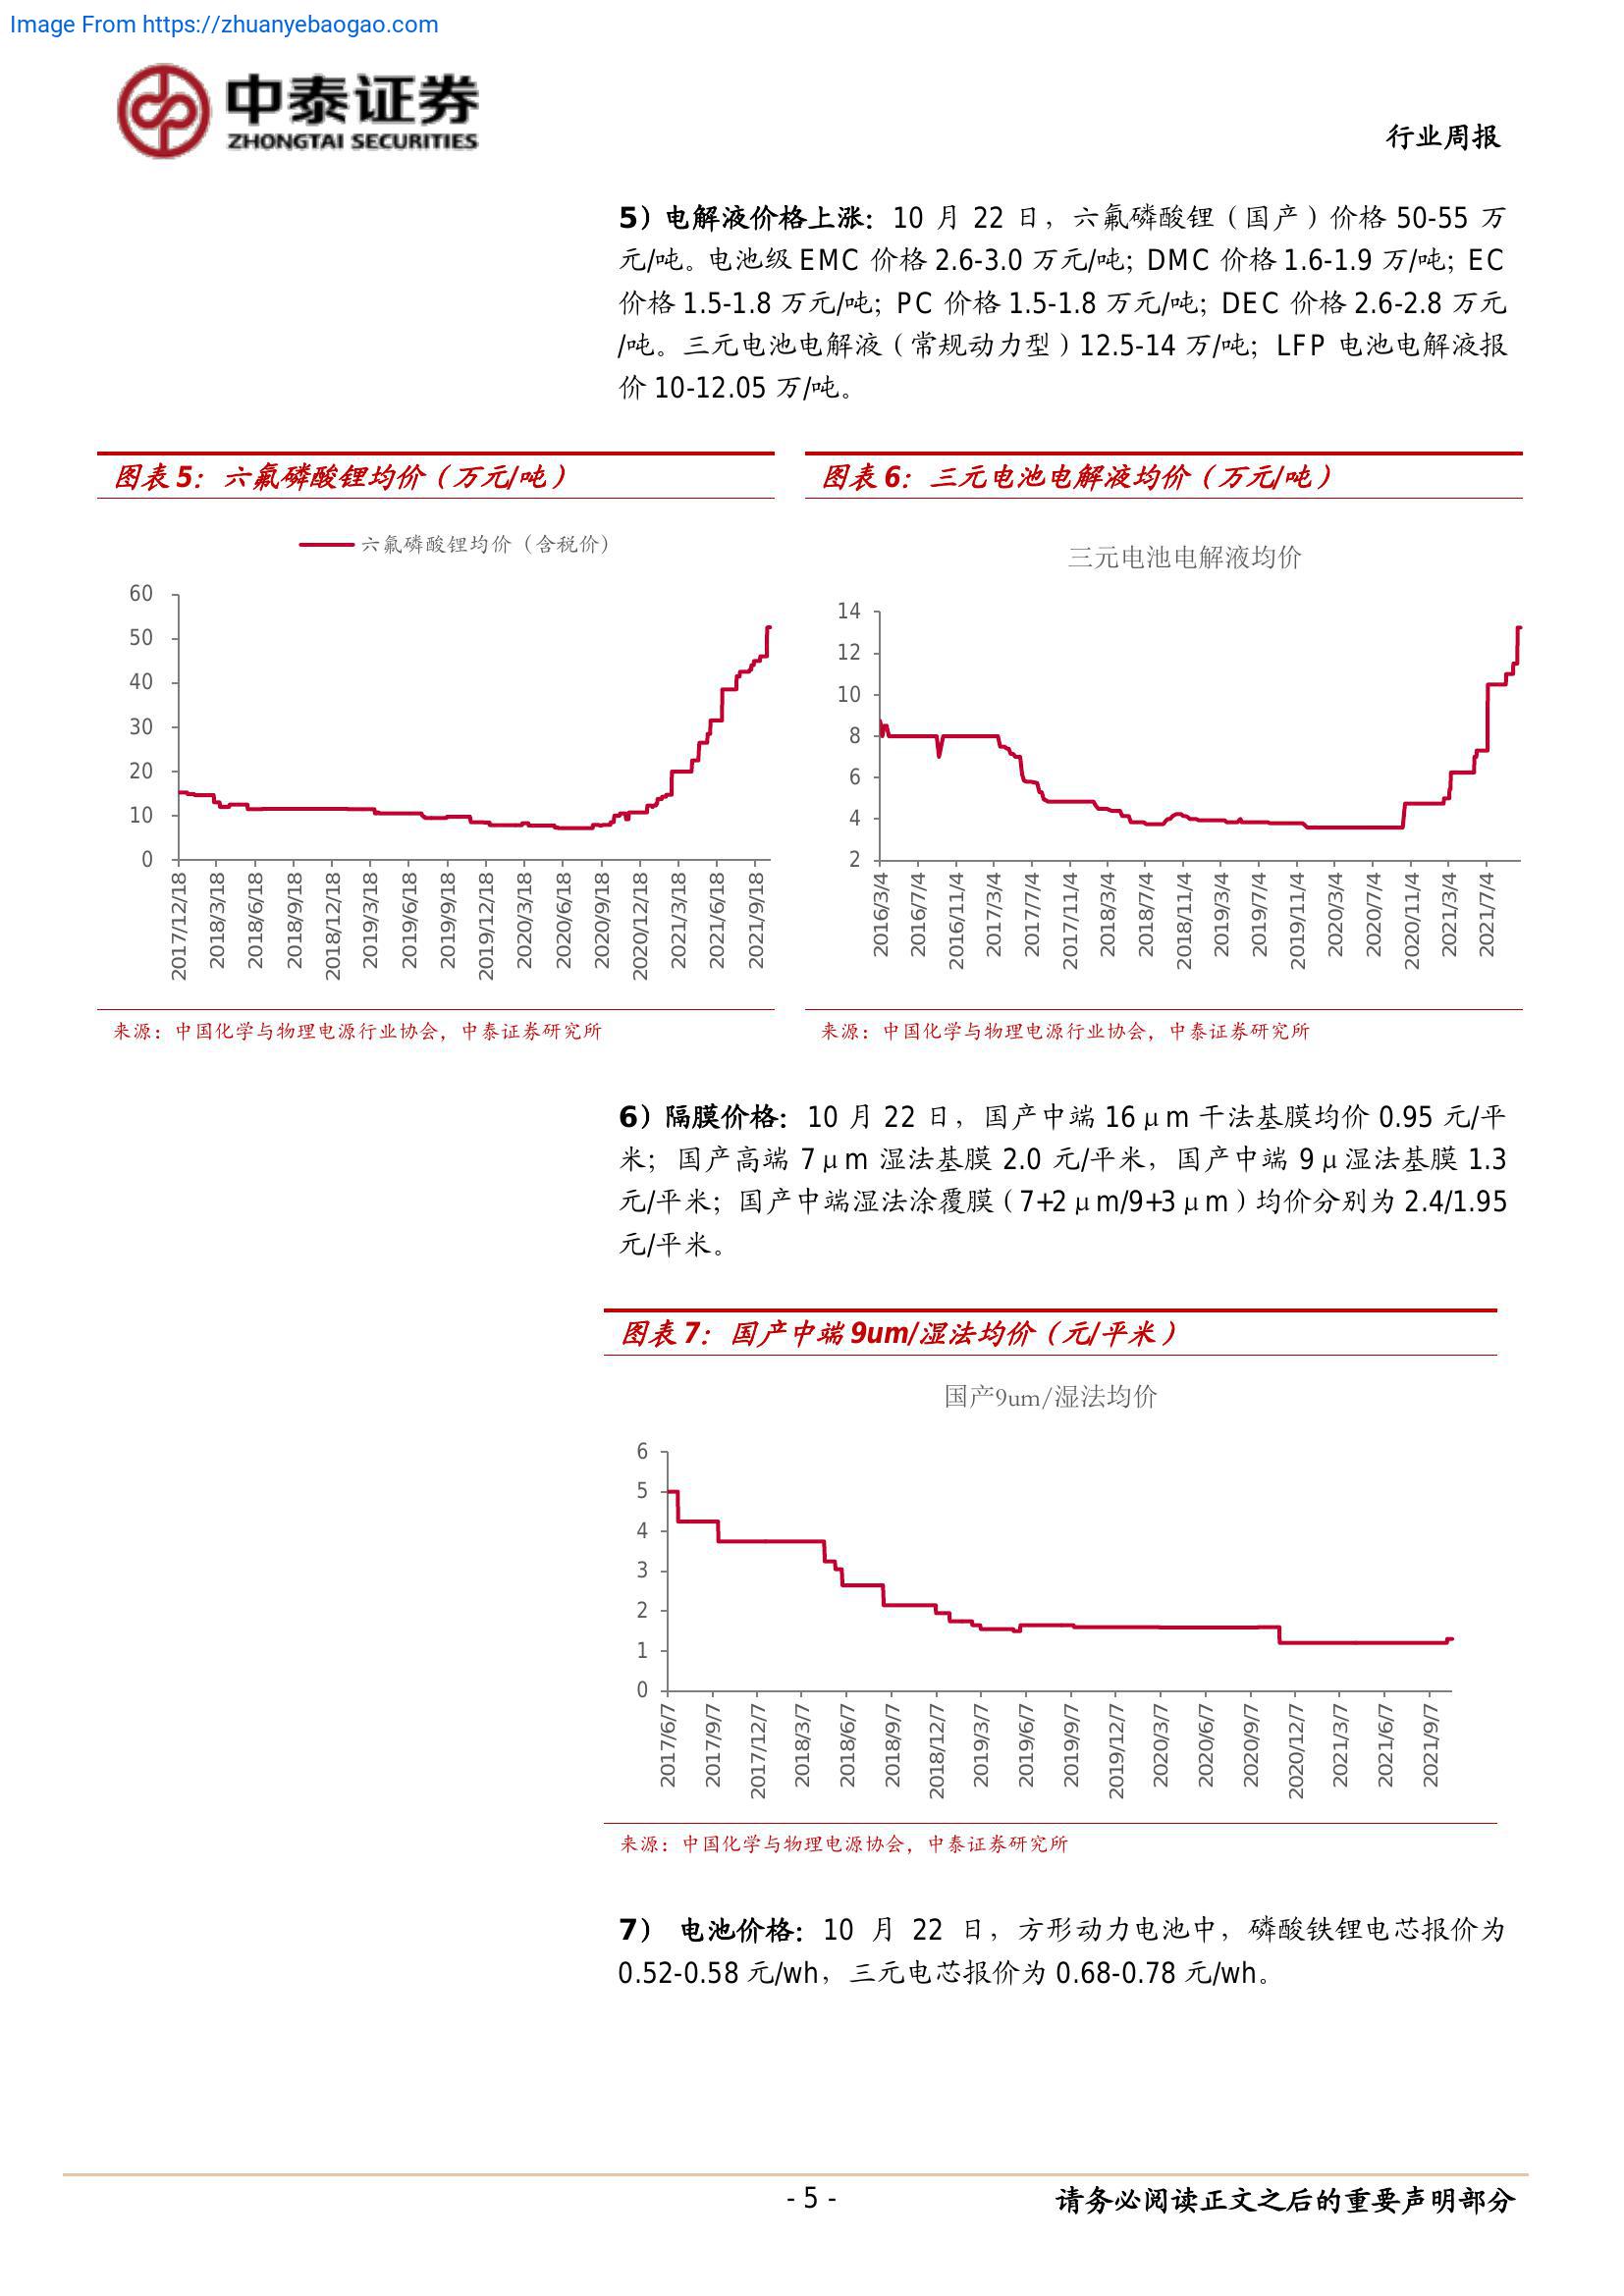 Image From https://zhuanyebaogao.com
中泰证券
ZHONGTAI SECURITIES
行业周报
5）电解液价格上涨：10 月 22 日，六氟磷酸锂（国产）价格 50-55 万
元/吨。电池级 EMC 价格 2.6-3.0 万元/吨；DMC 价格 1.6-1.9 万/吨；EC
价格 1.5-1.8 万元/吨；PC 价格 1.5-1.8 万元/吨；DEC 价格 2.6-2.8 万元
/吨。三元电池电解液（常规动力型）12.5-14 万/吨；LFP 电池电解液报
价 10-12.05 万/吨。
图表 5：六氟磷酸锂均价（万元/吨）
六氟磷酸锂均价（含税价）
60
50
40
30
20
10
0
2017/12/18
2018/3/18
2018/6/18
2018/9/18
2018/12/18
2019/3/18
2019/6/18
2019/9/18
2019/12/18
2020/3/18
2020/6/18
2020/9/18
2020/12/18
2021/3/18
2021/6/18
2021/9/18
来源：中国化学与物理电源行业协会，中泰证券研究所
图表 6：三元电池电解液均价（万元/吨）
三元电池电解液均价
14
12
10
8
6
4
2
2016/3/4
2016/7/4
2016/11/4
2017/3/4
2017/7/4
2017/11/4
2018/3/4
2018/7/4
2018/11/4
2019/3/4
2019/7/4
2019/11/4
2020/3/4
2020/7/4
2020/11/4
2021/3/4
2021/7/4
来源：中国化学与物理电源行业协会，中泰证券研究所
6）隔膜价格：10 月 22 日，国产中端 16μm 干法基膜均价 0.95 元/平
米；国产高端 7μm 湿法基膜 2.0 元/平米，国产中端 9μ湿法基膜 1.3
元/平米；国产中端湿法涂覆膜（7+2μm/9+3μm）均价分别为 2.4/1.95
元/平米。
图表 7：国产中端 9um/湿法均价（元/平米）
国产9um/湿法均价
6
5
4
3
2
1
0
2017/6/7
2017/9/7
2017/12/7
2018/3/7
2018/6/7
2018/9/7
2018/12/7
2019/3/7
2019/6/7
2019/9/7
2019/12/7
2020/3/7
2020/6/7
2020/9/7
2020/12/7
2021/3/7
2021/6/7
2021/9/7
来源：中国化学与物理电源协会，中泰证券研究所
7） 电池价格：10 月 22 日，方形动力电池中，磷酸铁锂电芯报价为
0.52-0.58 元/wh，三元电芯报价为 0.68-0.78 元/wh。
- 5 -
请务必阅读正文之后的重要声明部分